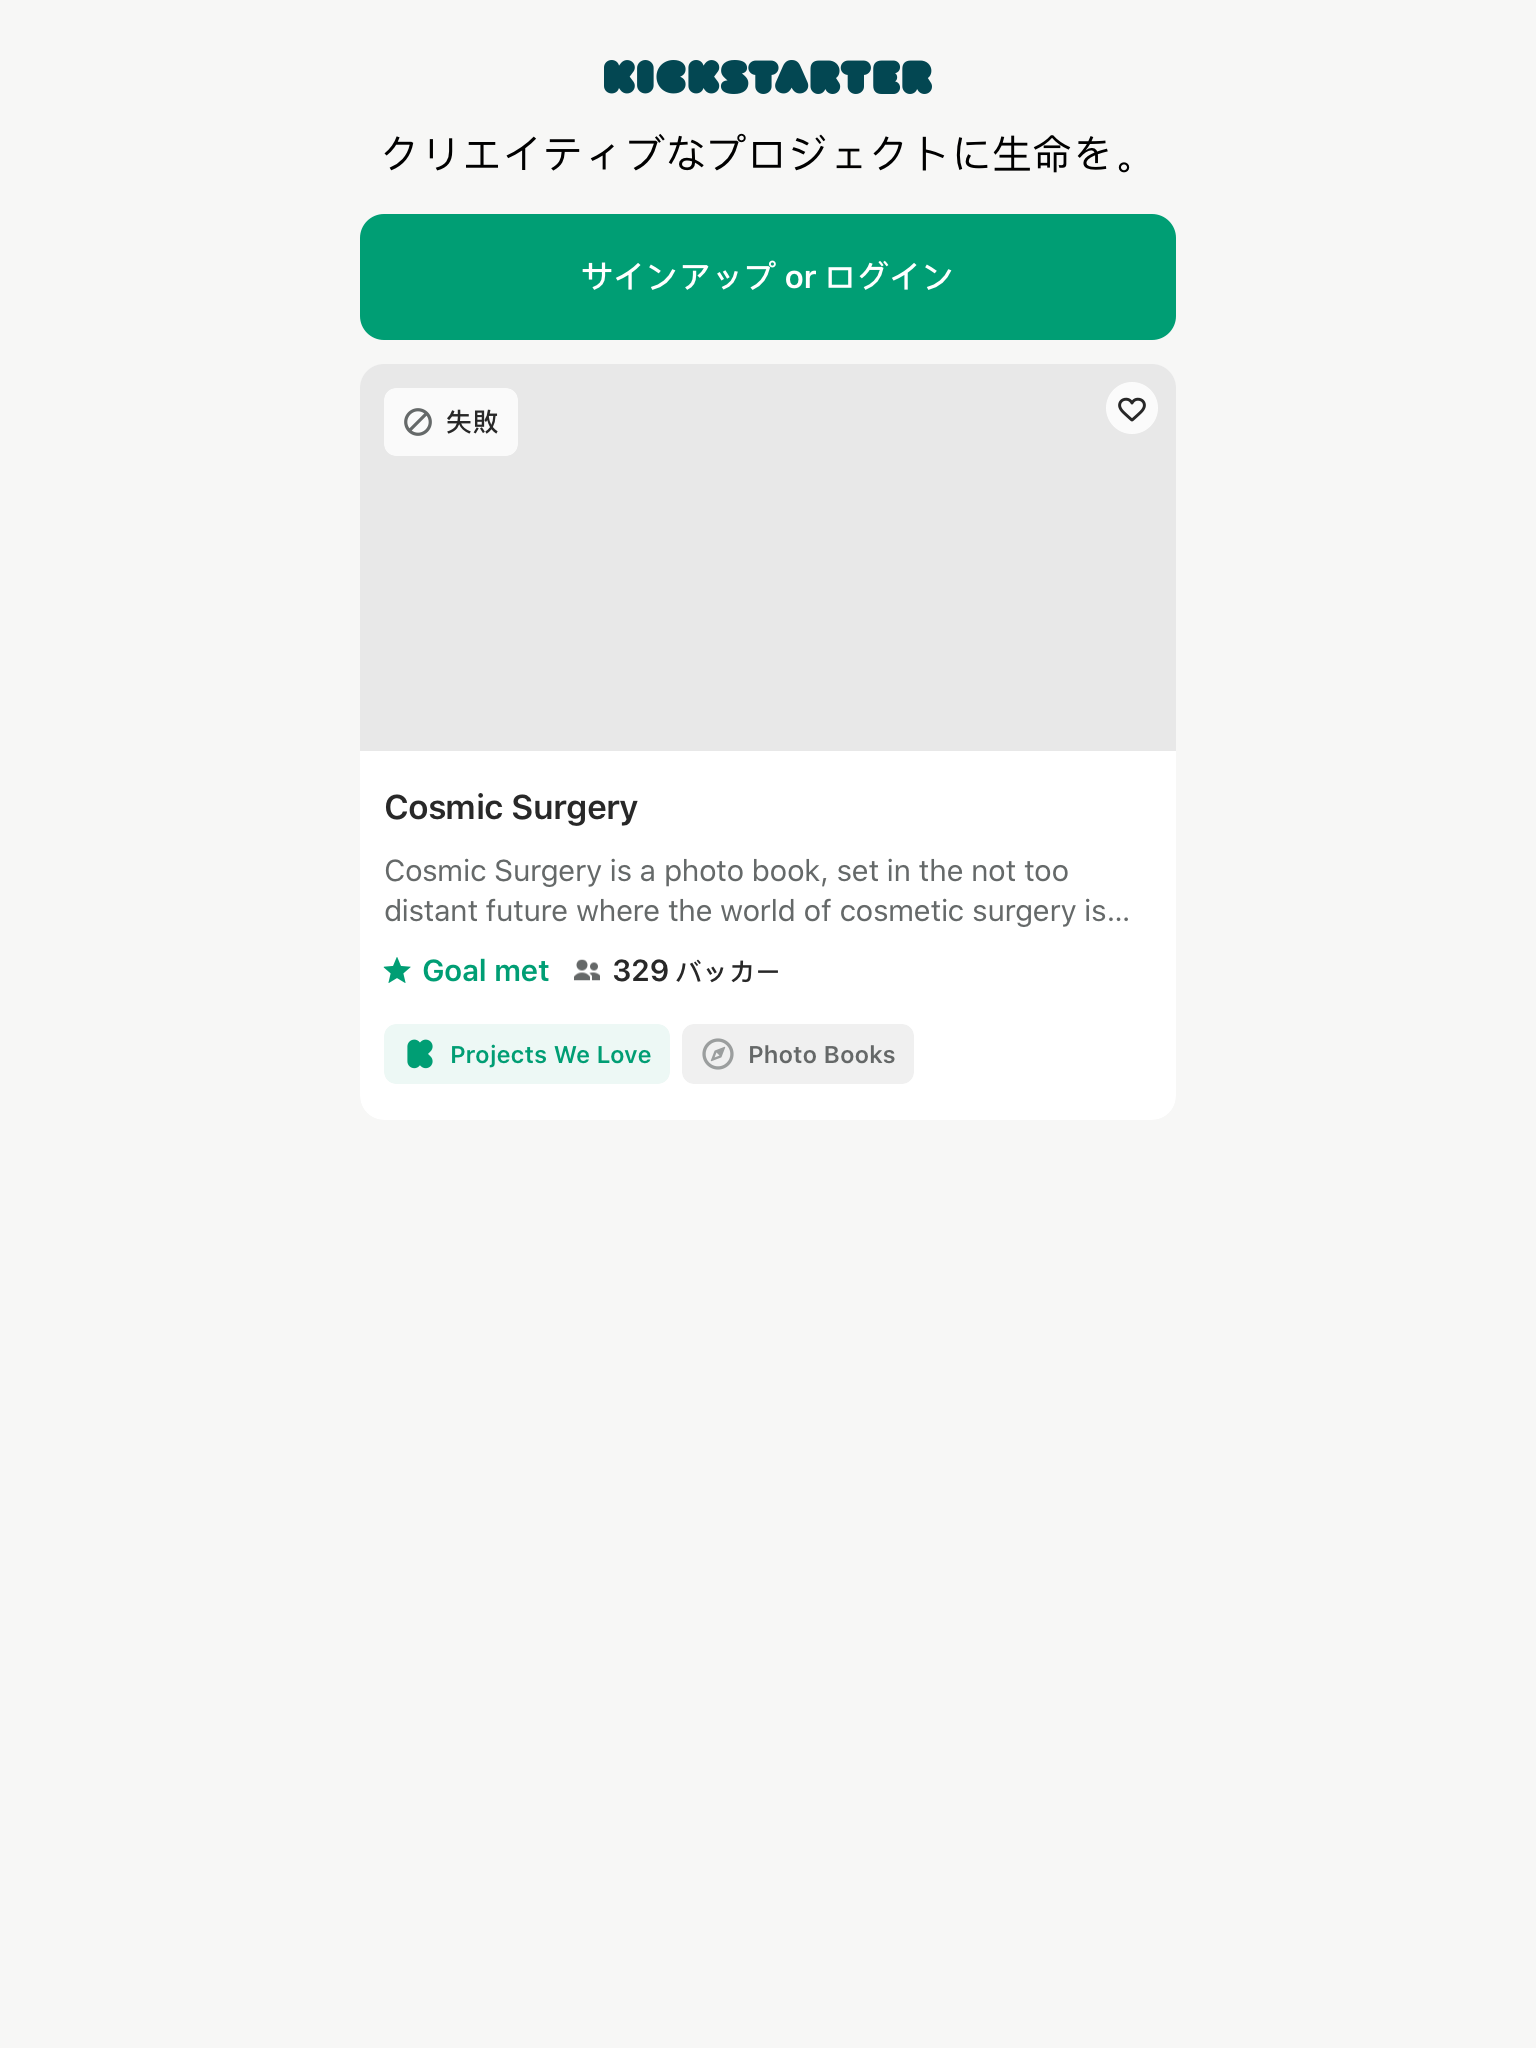 KICKSTARTER
クリエイティブなプロジェクトに生命を。
サインアップ or ログイン
失敗
Cosmic Surgery
Cosmic Surgery is a photo book, set in the not too
distant future where the world of cosmetic surgery is...
Goal met 329 バッカー
Projects We Love Photo Books